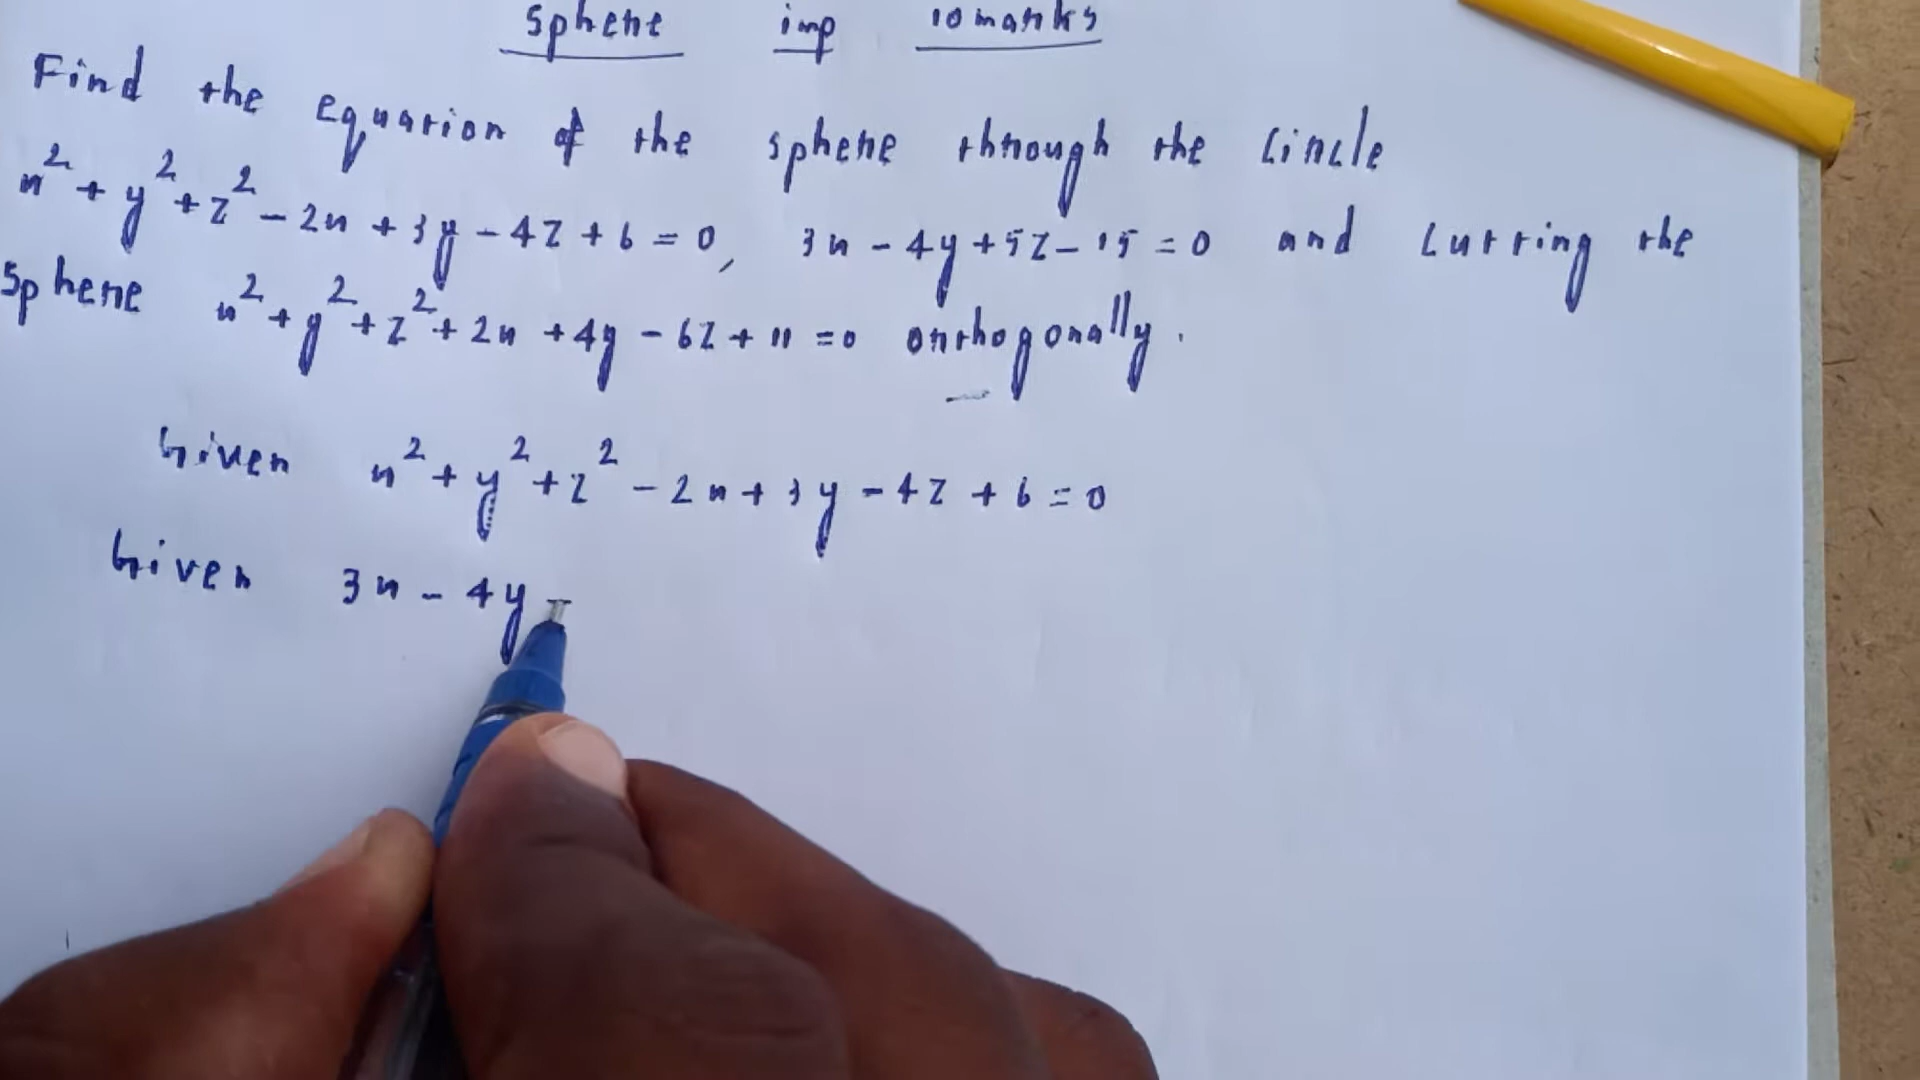 Sphere imp 10 marks
Find the equation of the sphere through the circle
x² + y² + z² - 2x + 3y - 4z + 6 = 0, 3x - 4y + 5z - 15 = 0 and cutting the
Sphere x² + y² + z² + 2x + 4y - 6z + 11 = 0 orthogonally.
Given x² + y² + z² - 2x + 3y - 4z + 6 = 0
Given 3x - 4y -